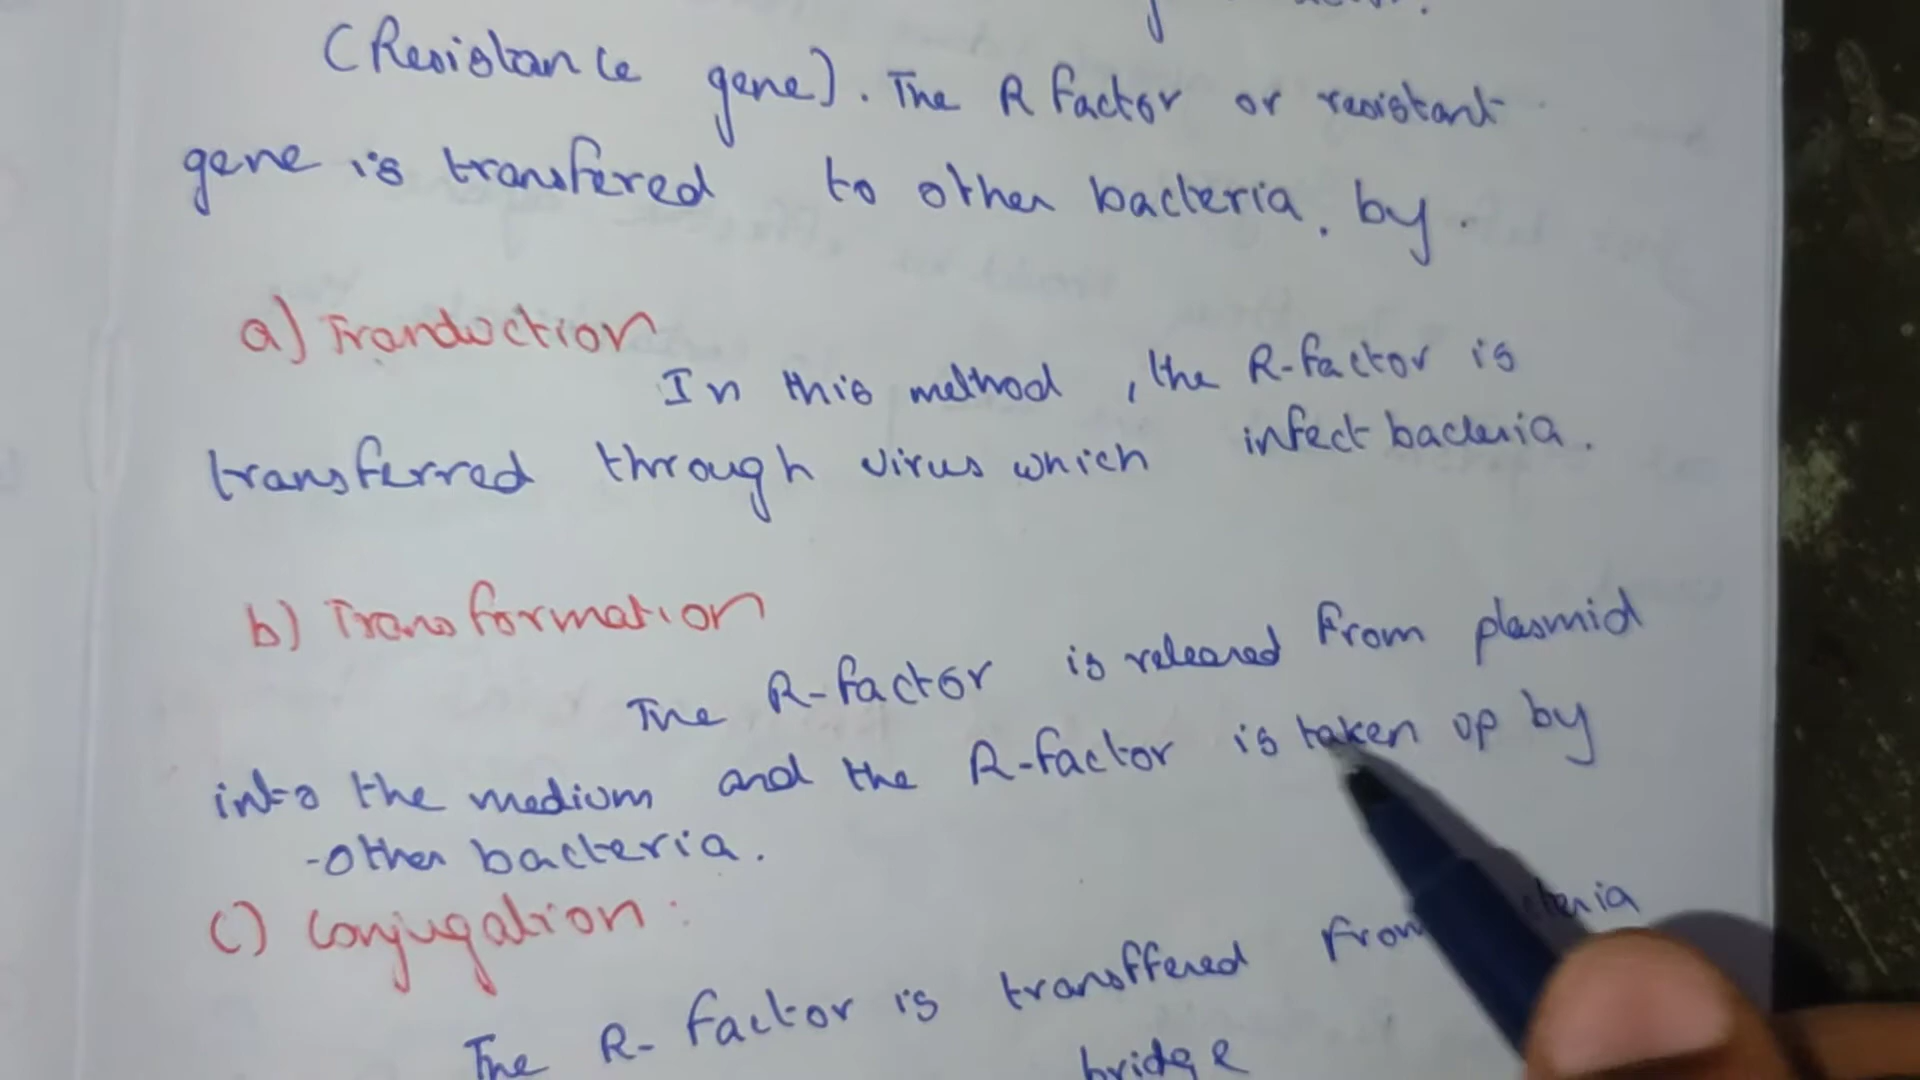 (Resistance gene). The R factor or resistant
gene is transfered to other bacteria. by.
a) Tranduction
In this method, the R-factor is
transferred through virus which infect bacteria.
b) Transformation
The R-factor is released from plasmid
into the medium and the R-factor is taken up by
-other bacteria.
c) Conjugation:
The R-factor is transffered from
bridge